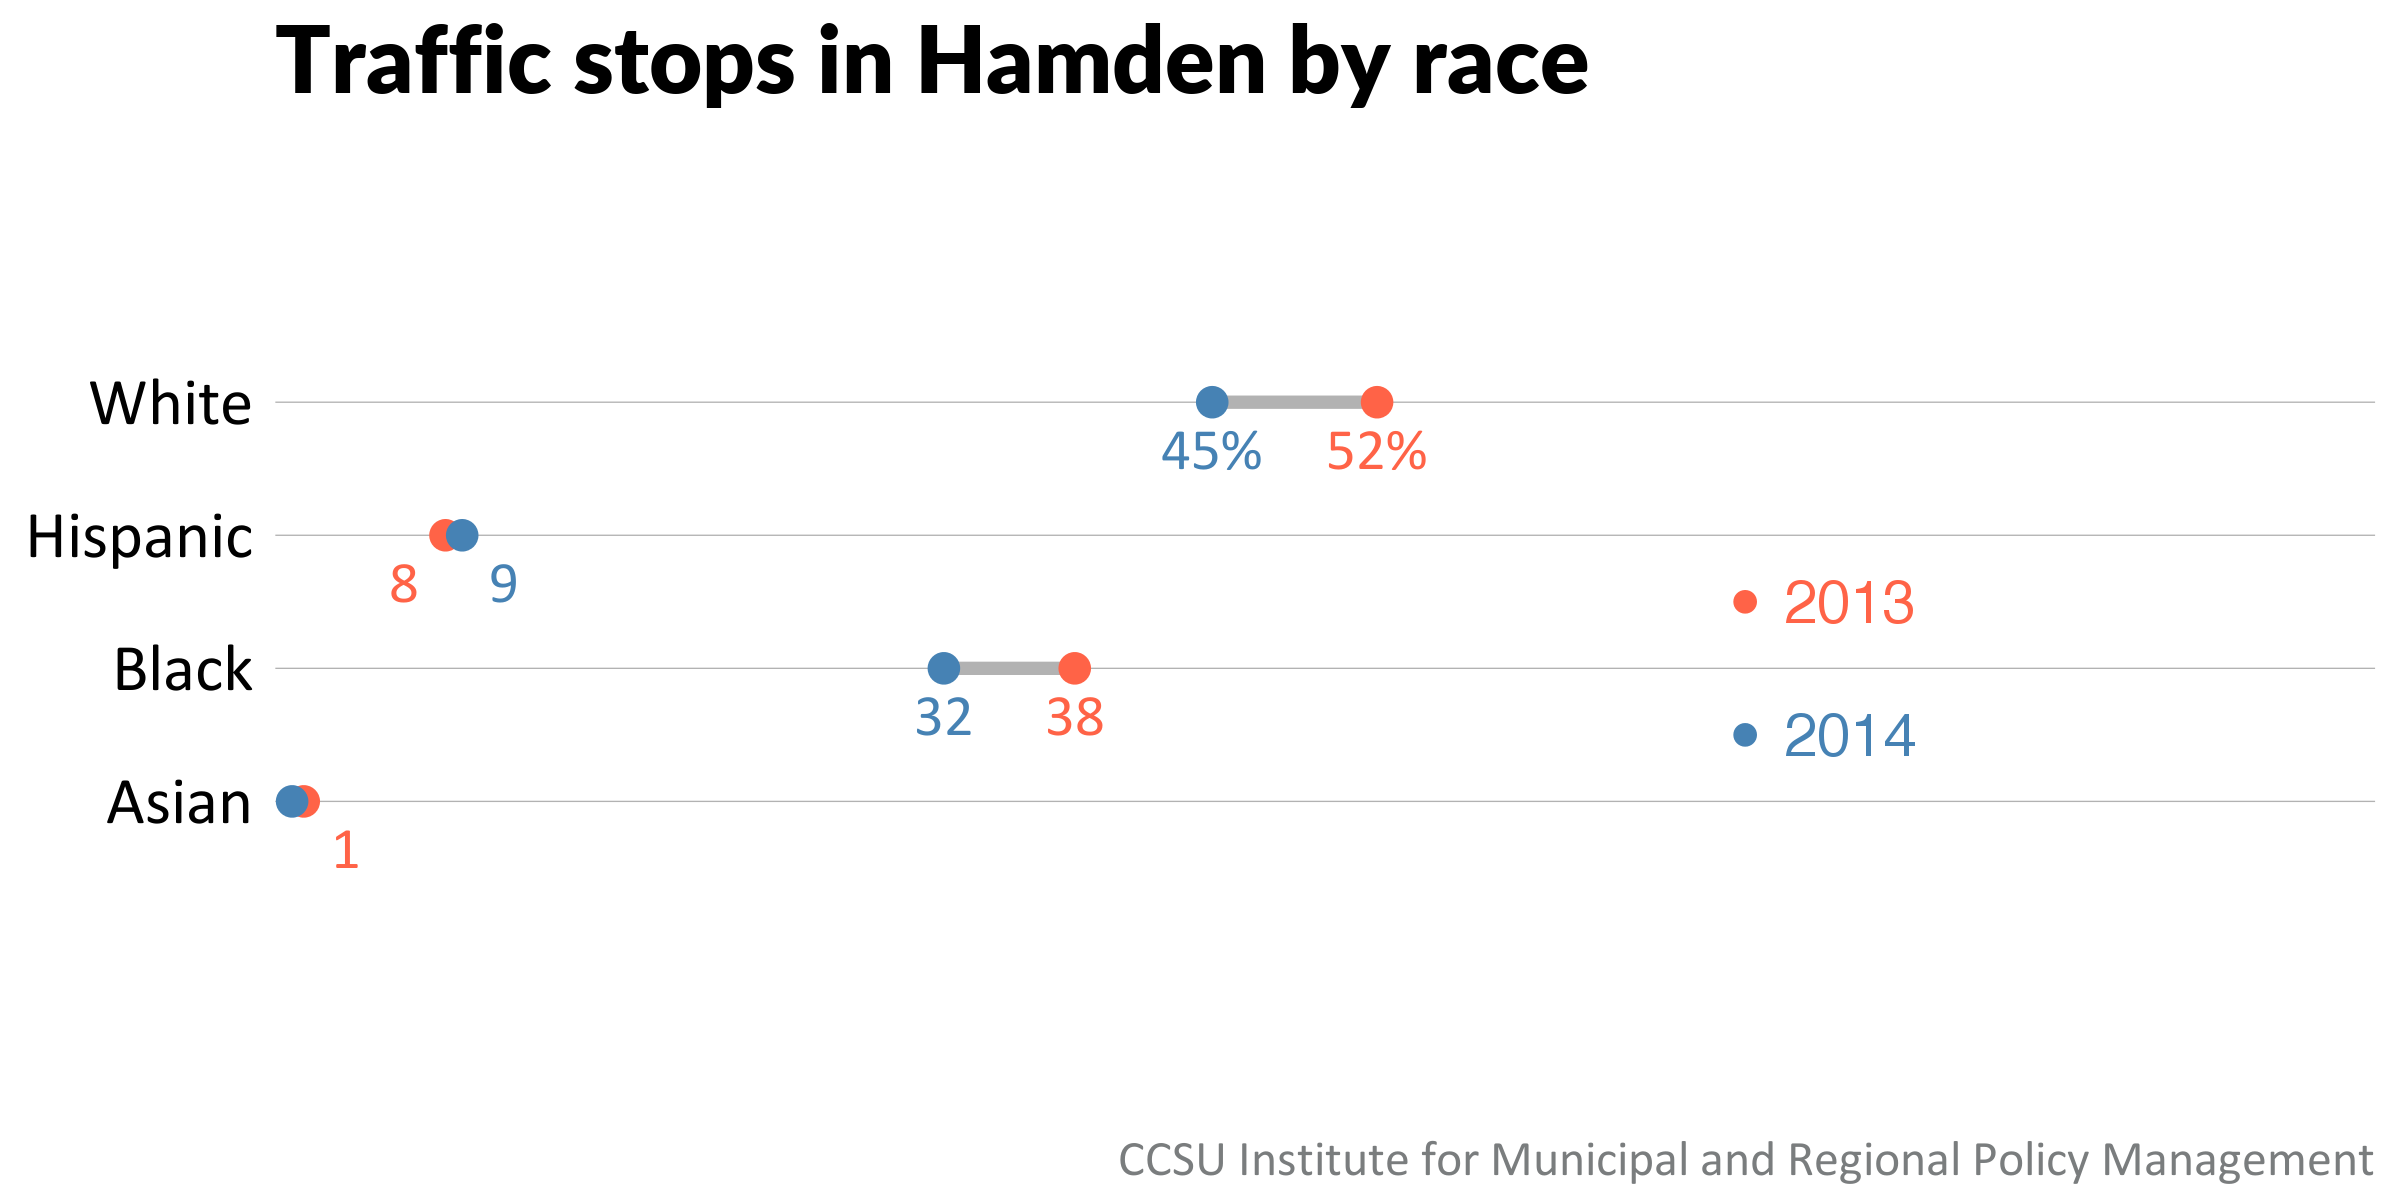 Traffic stops in Hamden by race
White
45% 52%
Hispanic
8 9
2013
Black
32 38
2014
Asian
1
CCSU Institute for Municipal and Regional Policy Management